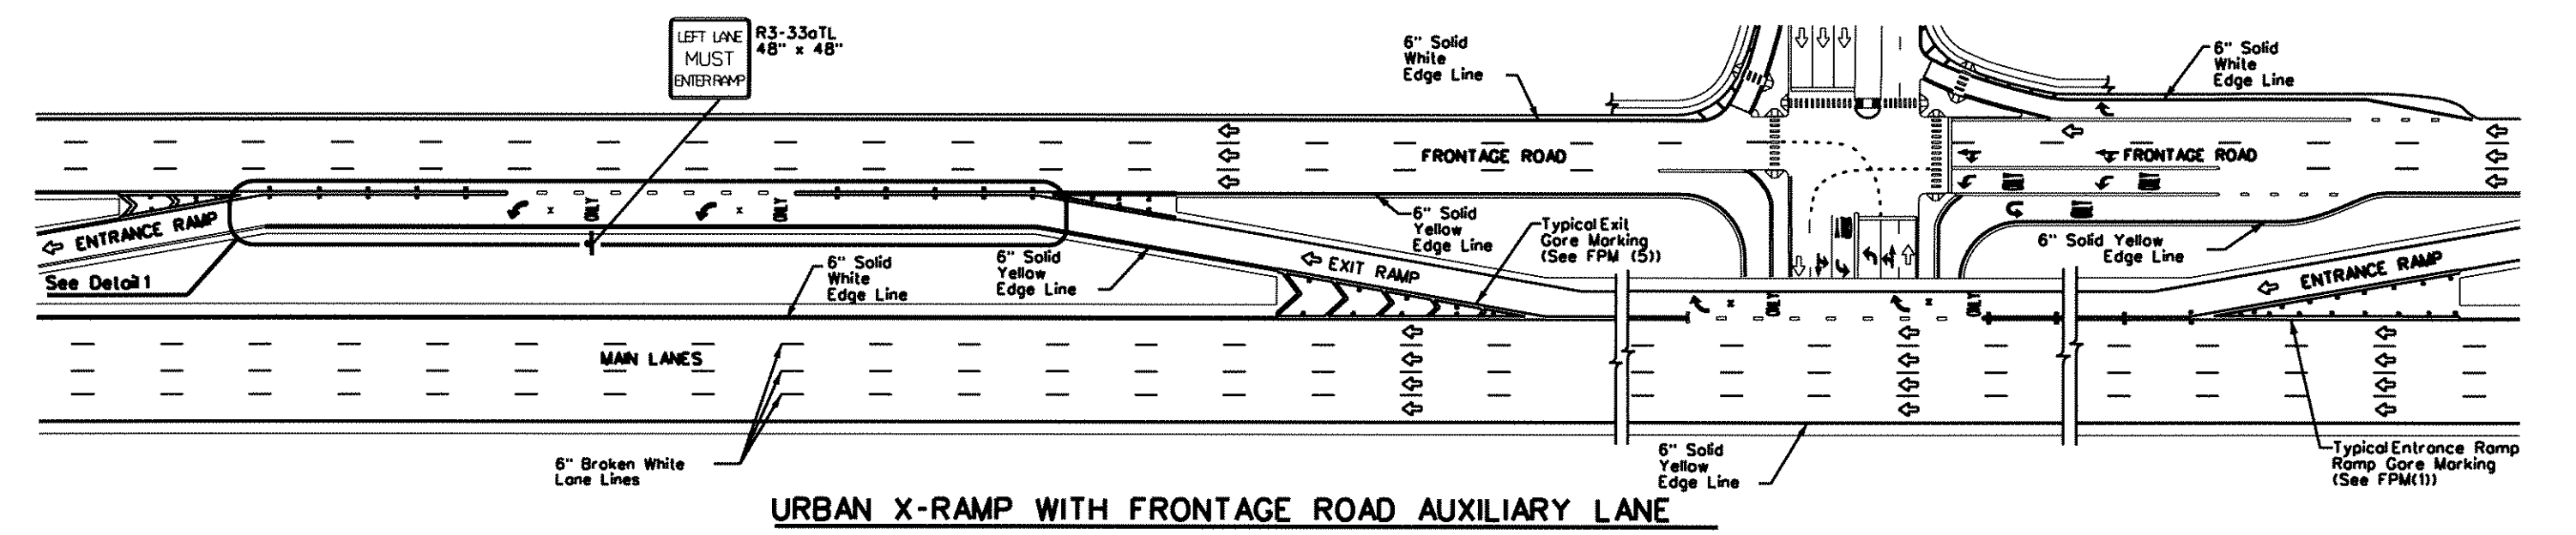 LEFT LANE
MUST
ENTER RAMP
R3-33aTL
48" x 48"
6" Solid
White
Edge Line
6" Solid
White
Edge Line
FRONTAGE ROAD
FRONTAGE ROAD
ONLY
ONLY
ONLY
ONLY
ONLY
ENTRANCE RAMP
See Detail 1
6" Solid
White
Edge Line
6" Solid
Yellow
Edge Line
6" Solid
Yellow
Edge Line
Typical Exit
Gore Marking
(See FPM (5))
EXIT RAMP
6" Solid Yellow
Edge Line
ENTRANCE RAMP
ONLY
ONLY
MAIN LANES
6" Broken White
Lane Lines
6" Solid
Yellow
Edge Line
Typical Entrance Ramp
Ramp Gore Marking
(See FPM(1))
URBAN X-RAMP WITH FRONTAGE ROAD AUXILIARY LANE